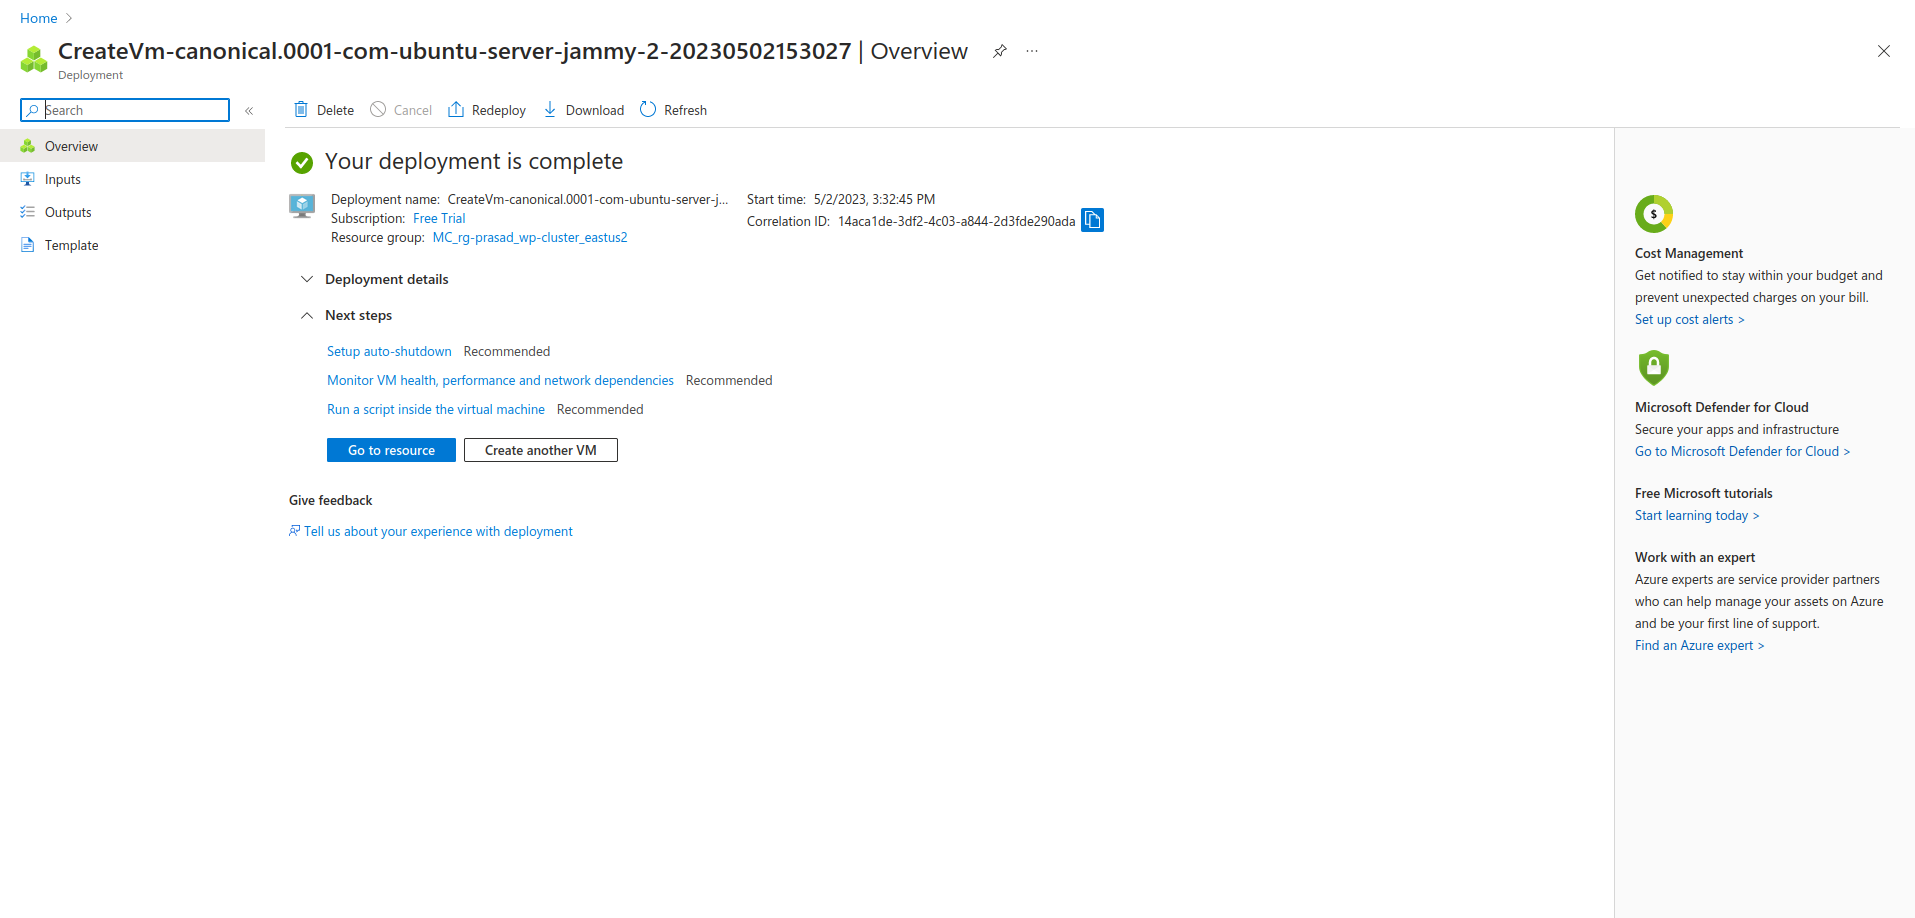 Home
CreateVm-canonical.0001-com-ubuntu-server-jammy-2-20230502153027 | Overview
Deployment
Search
Overview
Inputs
Outputs
Template
Delete Cancel Redeploy Download Refresh
Your deployment is complete
Deployment name: CreateVm-canonical.0001-com-ubuntu-server-j...
Subscription: Free Trial
Resource group: MC_rg-prasad_wp-cluster_eastus2
Start time: 5/2/2023, 3:32:45 PM
Correlation ID: 14aca1de-3df2-4c03-a844-2d3fde290ada
Deployment details
Next steps
Setup auto-shutdown Recommended
Monitor VM health, performance and network dependencies Recommended
Run a script inside the virtual machine Recommended
Go to resource Create another VM
Give feedback
Tell us about your experience with deployment
$
Cost Management
Get notified to stay within your budget and
prevent unexpected charges on your bill.
Set up cost alerts >
Microsoft Defender for Cloud
Secure your apps and infrastructure
Go to Microsoft Defender for Cloud >
Free Microsoft tutorials
Start learning today >
Work with an expert
Azure experts are service provider partners
who can help manage your assets on Azure
and be your first line of support.
Find an Azure expert >